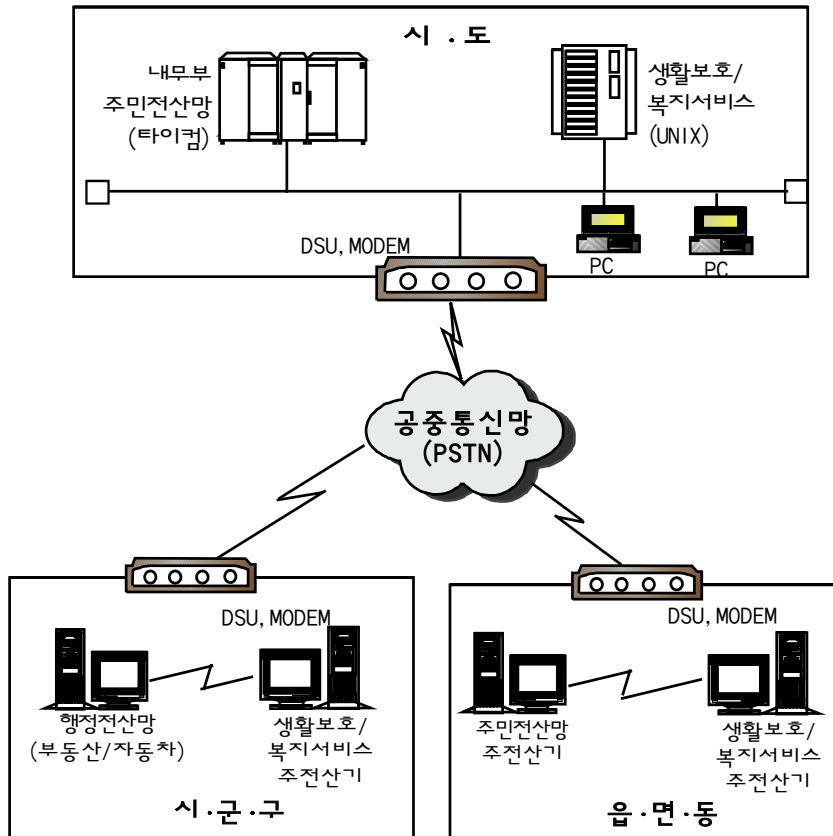 시 . 도
내무부
주민전산망
(타이컴)
생활보호/
복지서비스
(UNIX)
DSU, MODEM
PC
PC
공중통신망
(PSTN)
DSU, MODEM
행정전산망
(부동산/자동차)
생활보호/
복지서비스
주전산기
시·군·구
DSU, MODEM
주민전산망
주전산기
생활보호/
복지서비스
주전산기
읍·면·동